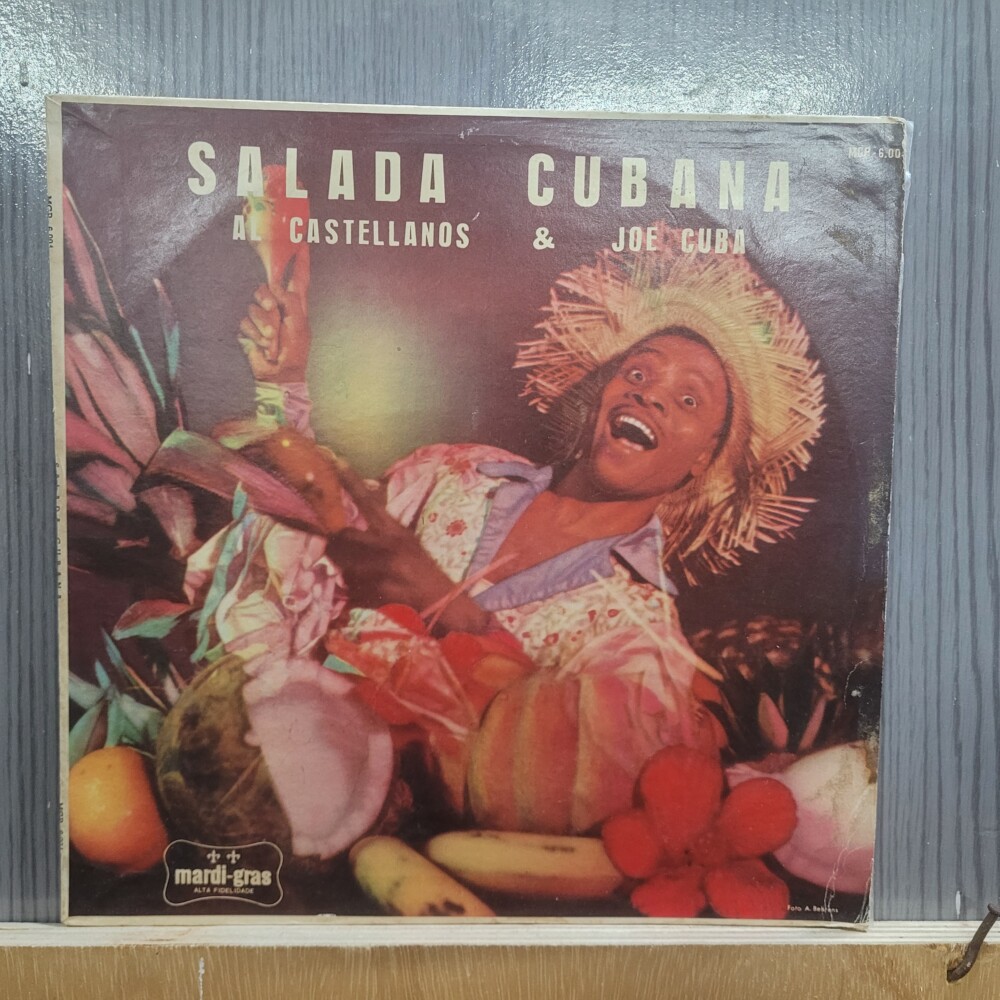 SALADA CUBANA
AL CASTELLANOS & JOE CUBA
mardi-gras
ALTA FIDELIDADE
Foto A. Behrens